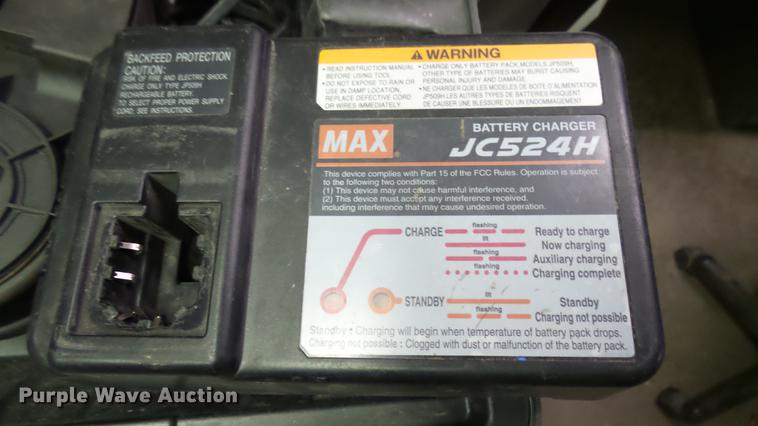 BACKFEED PROTECTION
CAUTION:
RISK OF FIRE AND ELECTRIC SHOCK.
CHARGE ONLY TYPE JP509H
RECHARGEABLE BATTERY.
TO SELECT PROPER POWER SUPPLY
CORD, SEE INSTRUCTIONS.
WARNING
• READ INSTRUCTION MANUAL
BEFORE USING TOOL.
• DO NOT EXPOSE TO RAIN OR
USE IN DAMP LOCATION,
REPLACE DEFECTIVE CORD
OR WIRES IMMEDIATELY.
• CHARGE ONLY BATTERY PACK MODELS JP509H,
OTHER TYPE OF BATTERIES MAY BURST CAUSING
PERSONAL INJURY AND DAMAGE.
• NE CHARGER QUE LES MODELES DE BOITE D'ALIMENTATION
JP509H LES AUTRES TYPES DE BATTERIES RISQUENT
DE CAUSER UNE BLESSURE OU UN ENDOMMAGEMENT.
MAX
BATTERY CHARGER
JC524H
This device complies with Part 15 of the FCC Rules. Operation is subject
to the following two conditions:
(1) This device may not cause harmful interference, and
(2) This device must accept any interference received.
including interference that may cause undesired operation.
CHARGE
flashing
Ready to charge
lit
Now charging
flashing
Auxiliary charging
flashing
Charging complete
STANDBY
lit
Standby
flashing
Charging not possible
Standby : Charging will begin when temperature of battery pack drops.
Charging not possible : Clogged with dust or malfunction of the battery pack.
Purple Wave Auction